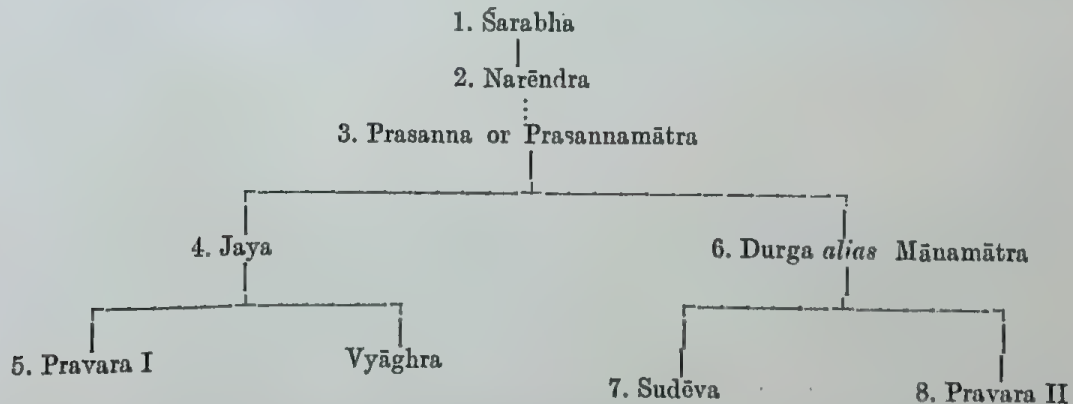 1. Śarabha
2. Narēndra
3. Prasanna or Prasannamātra
4. Jaya 6. Durga alias Mānamātra
5. Pravara I Vyāghra 7. Sudēva 8. Pravara II